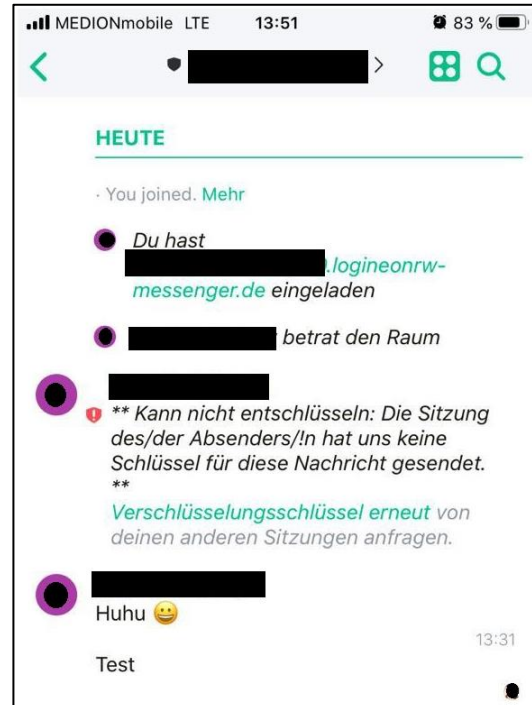 MEDIONmobile LTE 13:51 83 %
HEUTE
· You joined. Mehr
Du hast
.logineonrw-
messenger.de eingeladen
betrat den Raum
** Kann nicht entschlüsseln: Die Sitzung
des/der Absenders/!n hat uns keine
Schlüssel für diese Nachricht gesendet.
**
Verschlüsselungsschlüssel erneut von
deinen anderen Sitzungen anfragen.
Huhu 😀
13:31
Test